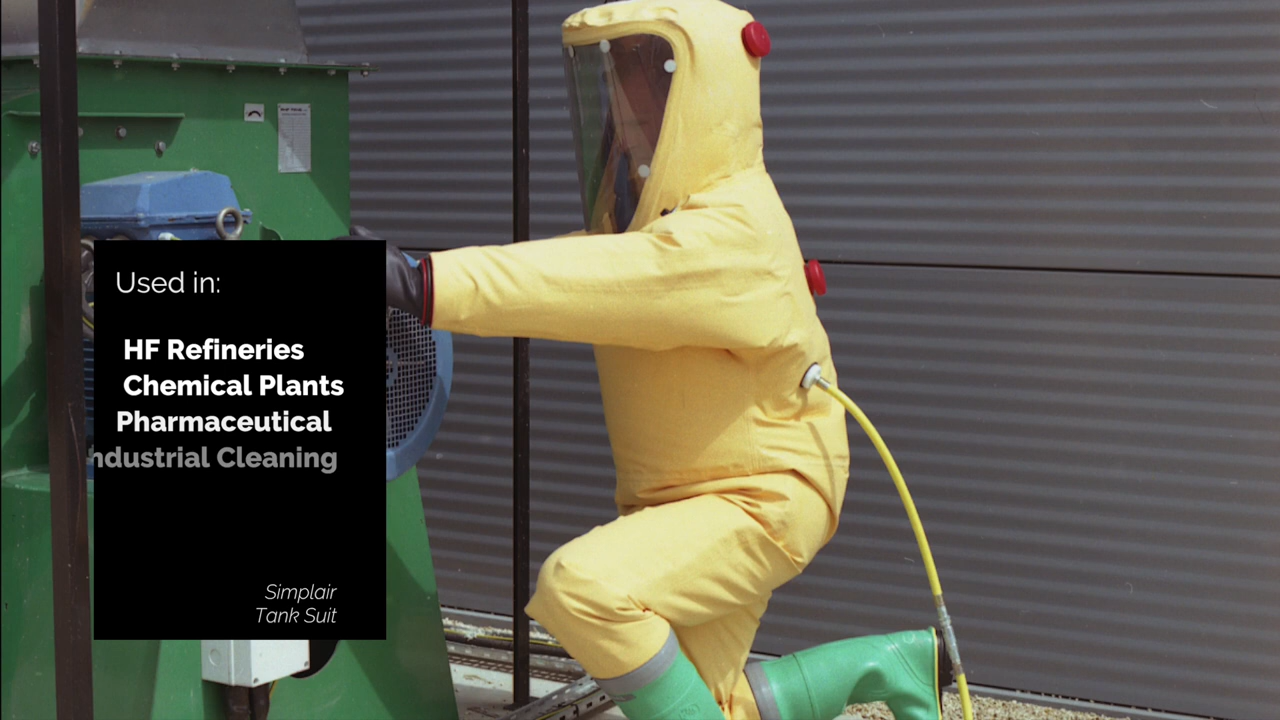 Used in:
HF Refineries
Chemical Plants
Pharmaceutical
ndustrial Cleaning
Simplair
Tank Suit